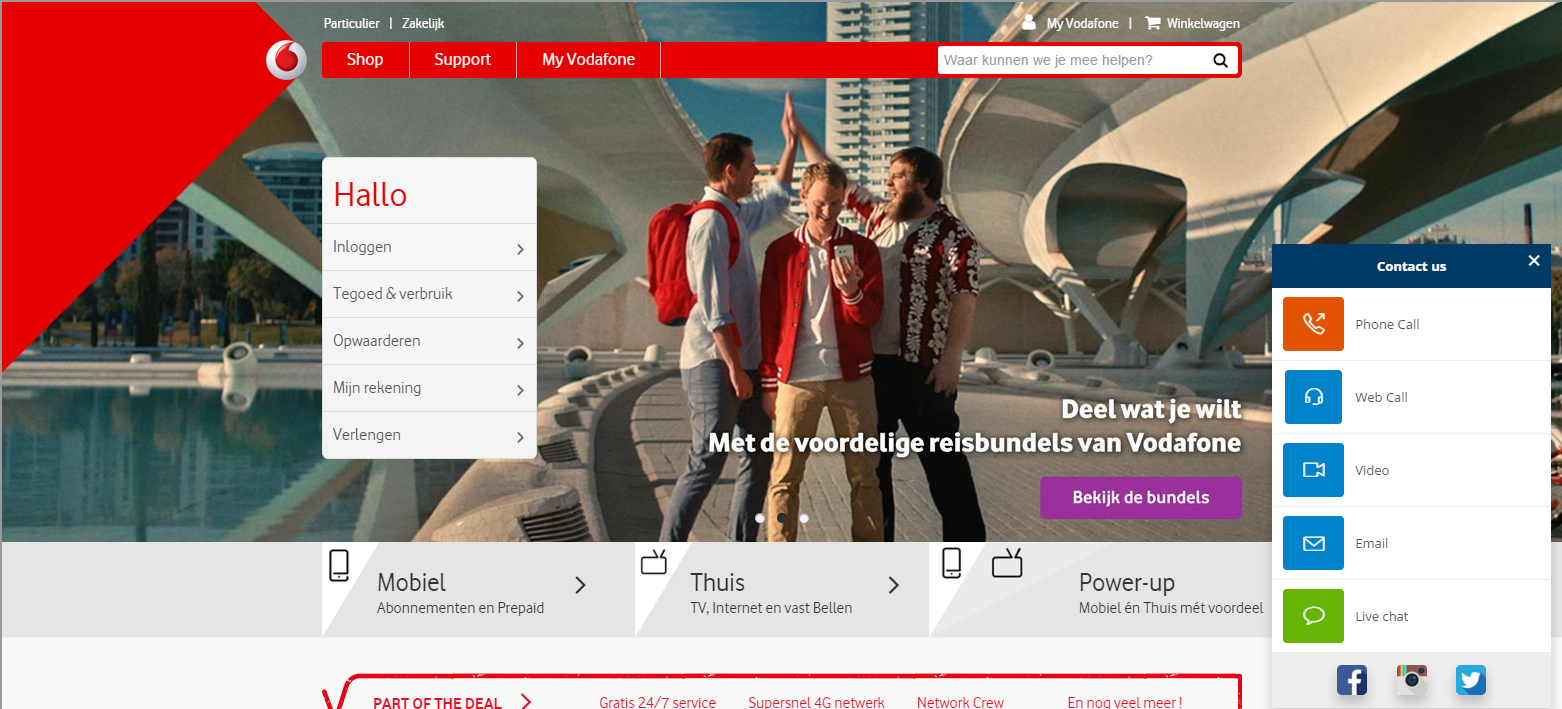 Particulier | Zakelijk
My Vodafone | Winkelwagen
Shop
Support
My Vodafone
Waar kunnen we je mee helpen?
Hallo
Inloggen
Tegoed & verbruik
Opwaarderen
Mijn rekening
Verlengen
Deel wat je wilt
Met de voordelige reisbundels van Vodafone
Bekijk de bundels
Contact us
Phone Call
Web Call
Video
Email
Live chat
Mobiel
Abonnementen en Prepaid
Thuis
TV, Internet en vast Bellen
Power-up
Mobiel én Thuis mét voordeel
PART OF THE DEAL
Gratis 24/7 service
Supersnel 4G netwerk
Network Crew
En nog veel meer!